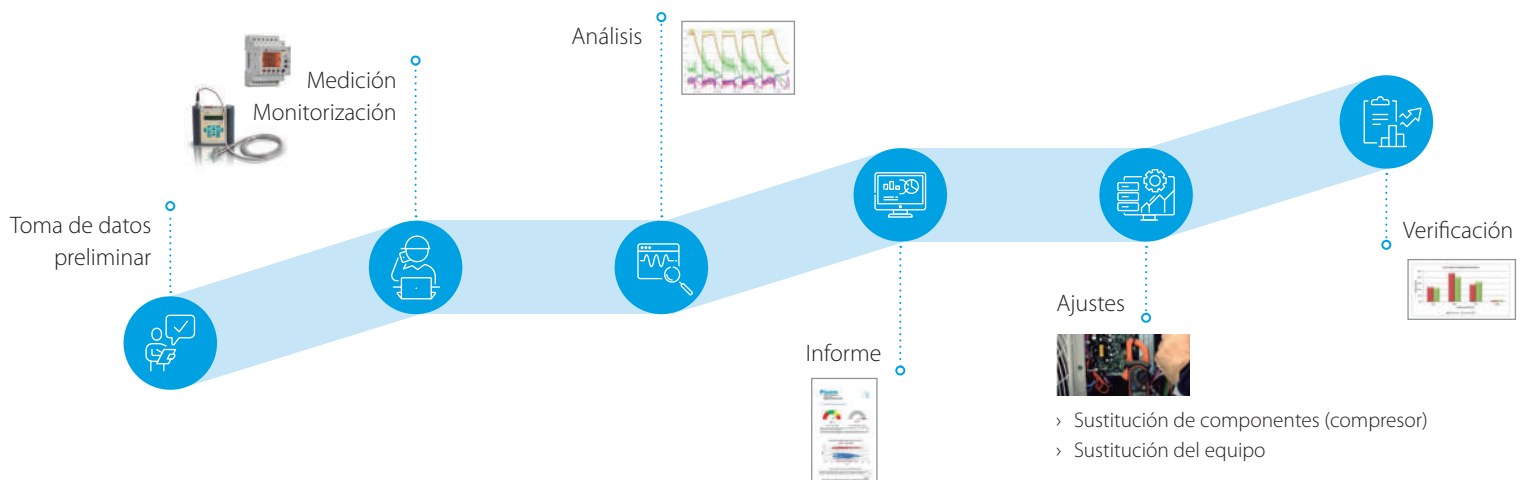 Toma de datos
preliminar
Medición
Monitorización
Análisis
Informe
Ajustes
› Sustitución de componentes (compresor)
› Sustitución del equipo
Verificación